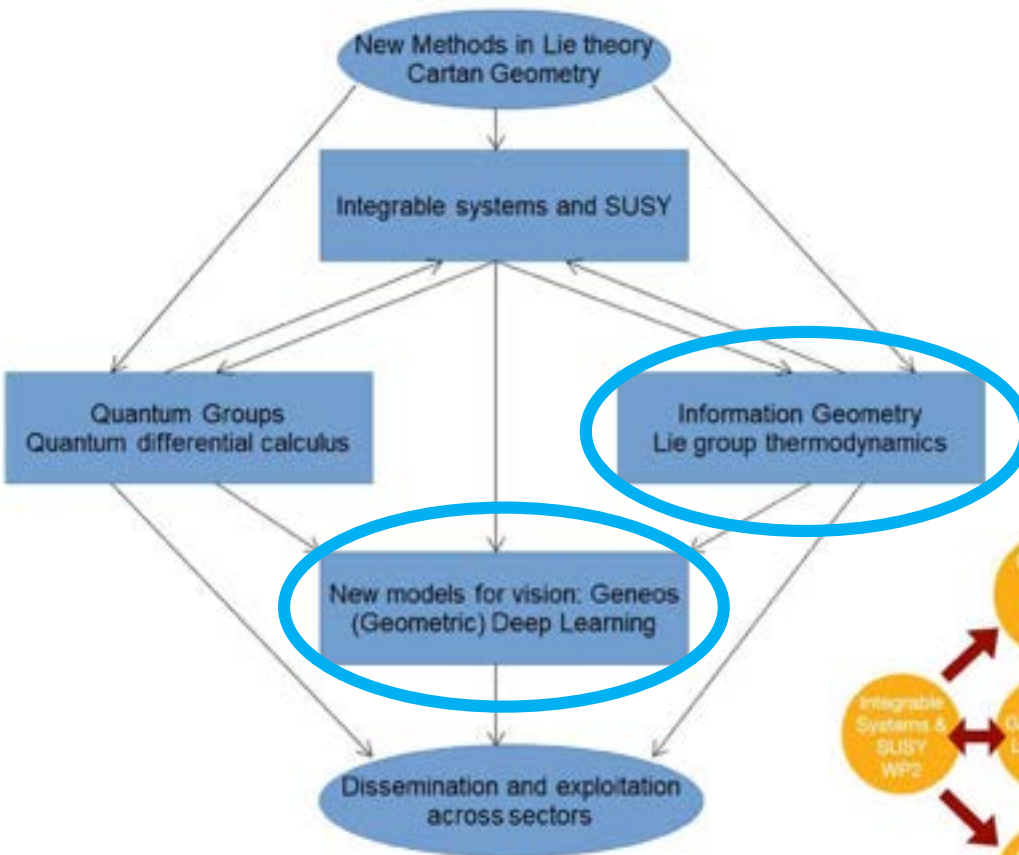 New Methods in Lie theory
Cartan Geometry
Integrable systems and SUSY
Quantum Groups
Quantum differential calculus
Information Geometry
Lie group thermodynamics
New models for vision: Geneos
(Geometric) Deep Learning
Dissemination and exploitation
across sectors
Integrable
Systems &
SUSY
WP2